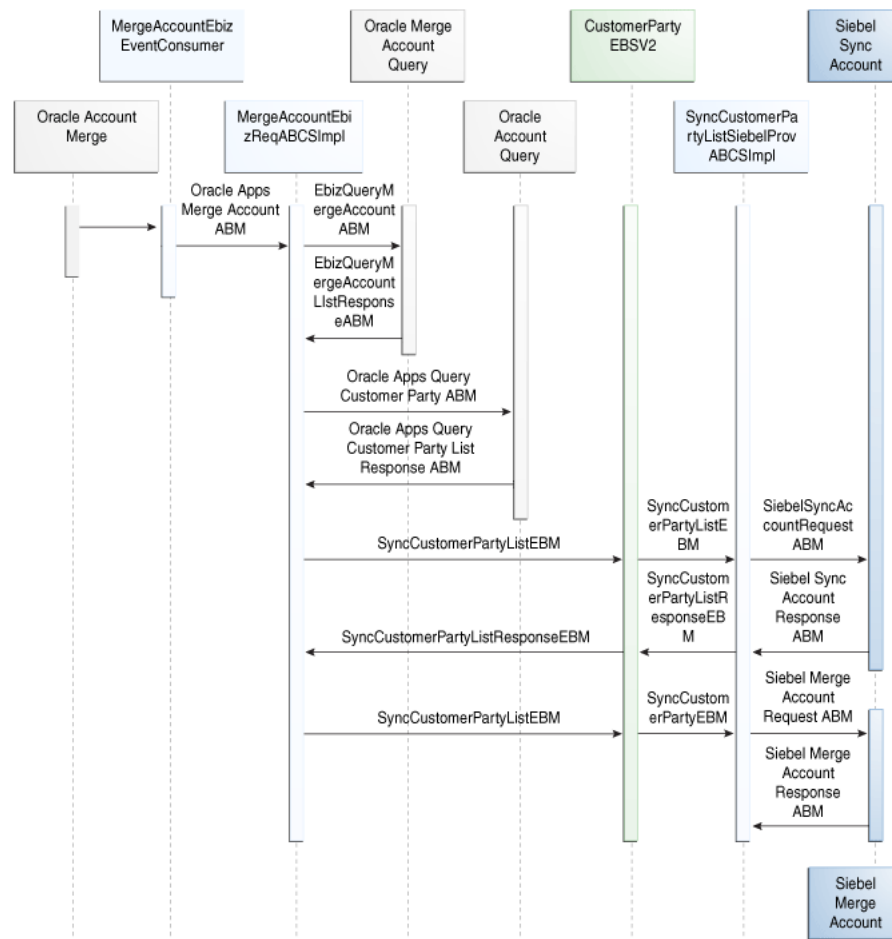 MergeAccountEbiz
EventConsumer
Oracle Merge
Account
Query
CustomerParty
EBSV2
Siebel
Sync
Account
Oracle Account
Merge
MergeAccountEbi
zReqABCSImpl
Oracle
Account
Query
SyncCustomerPa
rtyListSiebelProv
ABCSImpl
Oracle Apps
Merge Account
ABM
EbizQueryM
ergeAccount
ABM
EbizQueryM
ergeAccount
LIstRespons
eABM
Oracle Apps Query
Customer Party ABM
Oracle Apps Query
Customer Party List
Response ABM
SyncCustomerPartyListEBM
SyncCustom
erPartyListE
BM
SiebelSyncAc
countRequest
ABM
SyncCustomerPartyListResponseEBM
SyncCustom
erPartyListR
esponseEB
M
Siebel Sync
Account
Response
ABM
SyncCustomerPartyListEBM
SyncCustom
erPartyEBM
Siebel Merge
Account
Request ABM
Siebel Merge
Account
Response
ABM
Siebel
Merge
Account